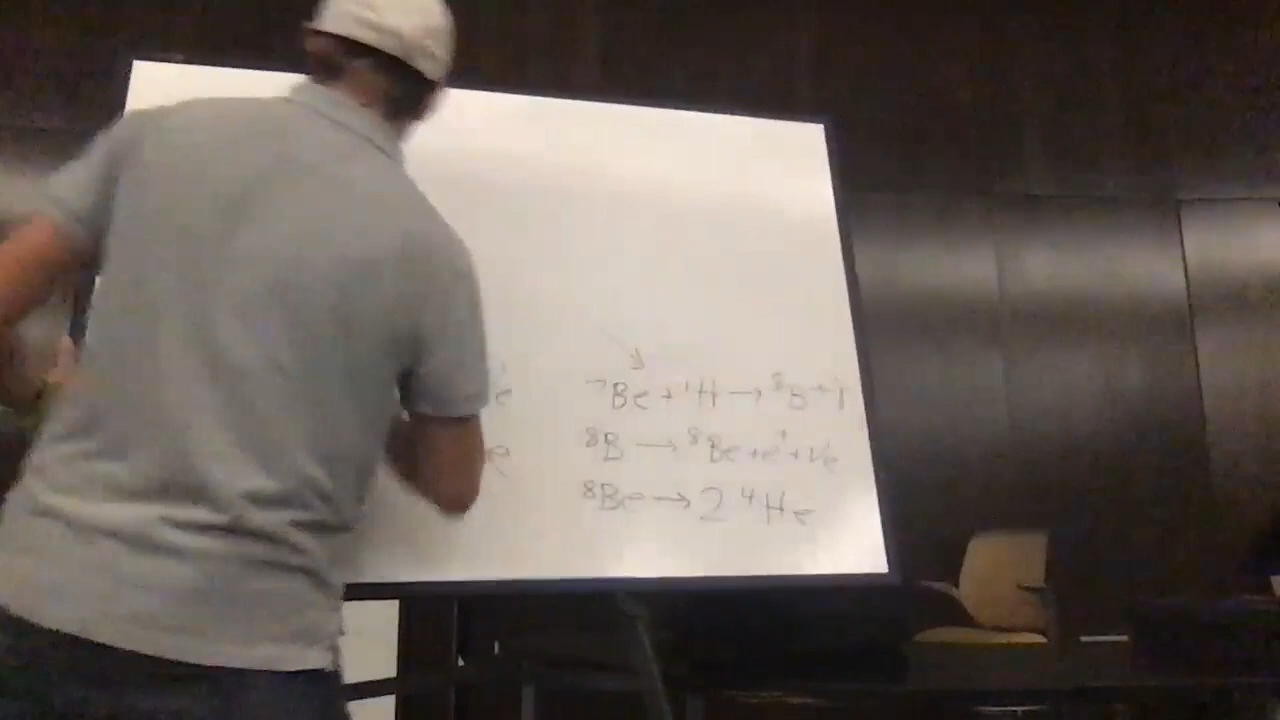 e ⁷Be + ¹H → ⁸B + γ
e ⁸B → ⁸Be + e⁺ + νe
⁸Be → 2 ⁴He